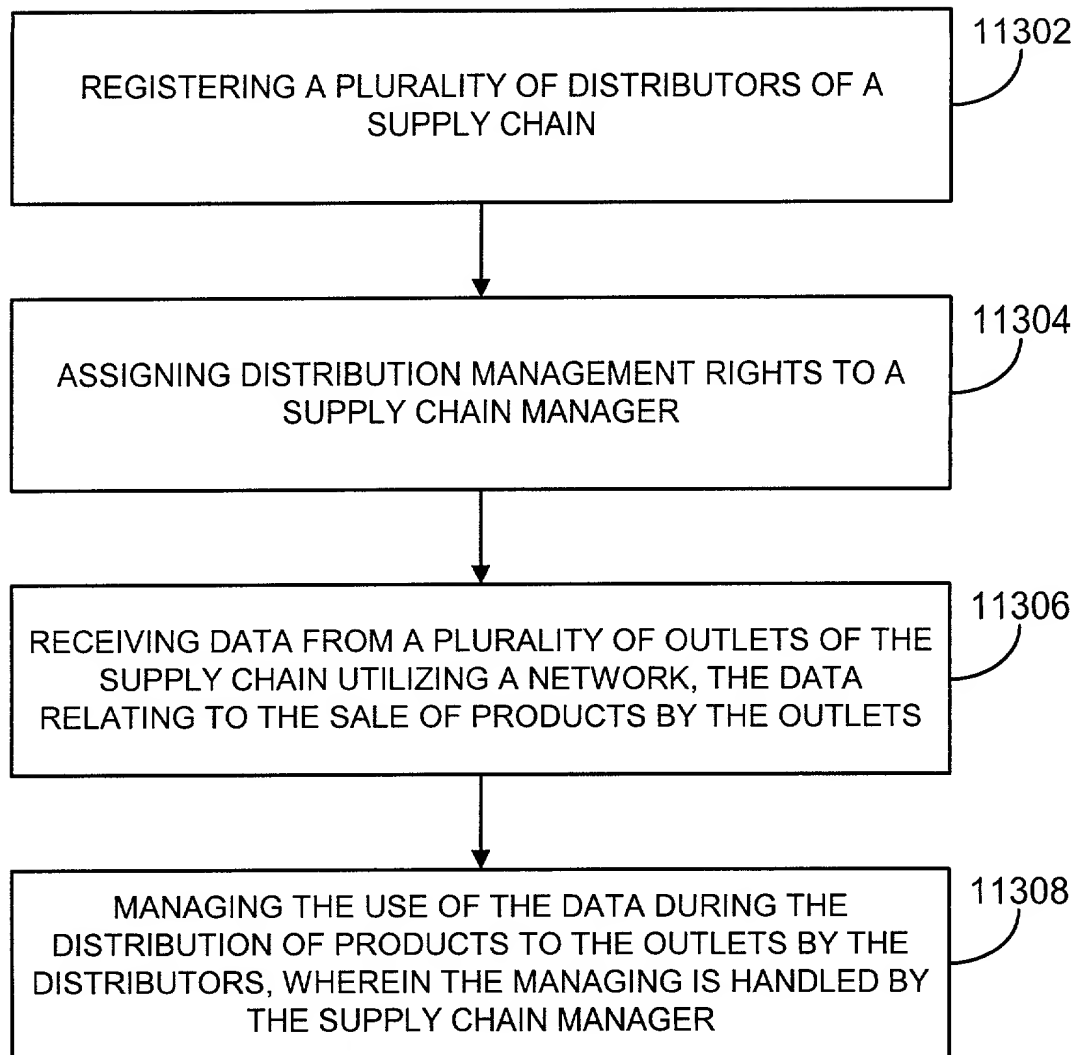 11302
REGISTERING A PLURALITY OF DISTRIBUTORS OF A
SUPPLY CHAIN
11304
ASSIGNING DISTRIBUTION MANAGEMENT RIGHTS TO A
SUPPLY CHAIN MANAGER
11306
RECEIVING DATA FROM A PLURALITY OF OUTLETS OF THE
SUPPLY CHAIN UTILIZING A NETWORK, THE DATA
RELATING TO THE SALE OF PRODUCTS BY THE OUTLETS
11308
MANAGING THE USE OF THE DATA DURING THE
DISTRIBUTION OF PRODUCTS TO THE OUTLETS BY THE
DISTRIBUTORS, WHEREIN THE MANAGING IS HANDLED BY
THE SUPPLY CHAIN MANAGER